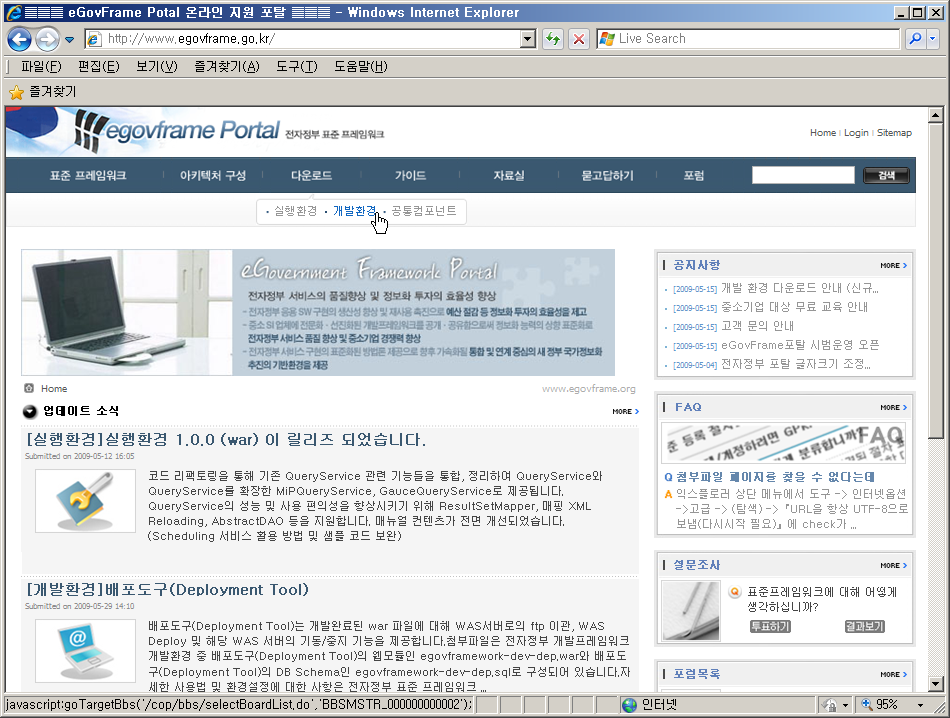 eGovFrame Potal 온라인 지원 포탈 - Windows Internet Explorer
http://www.egovframe.go.kr/
Live Search
파일(F) 편집(E) 보기(V) 즐겨찾기(A) 도구(T) 도움말(H)
즐겨찾기
egovframe Portal 전자정부 표준 프레임워크
Home | Login | Sitemap
표준 프레임워크 아키텍처 구성 다운로드 가이드 자료실 묻고답하기 포럼 검색
· 실행환경 · 개발환경 · 공통컴포넌트
eGovernment Framework Portal
전자정부 서비스의 품질향상 및 정보화 투자의 효율성 향상
- 전자정부 응용 SW 구현의 생산성 향상 및 재사용 촉진으로 예산 절감 등 정보화 투자의 효율성을 제고
- 중소 SI 업체에 전문화 · 선진화된 개발프레임워크를 공개 · 공유함으로써 정보화 능력의 상향 표준화로
전자정부 서비스 품질 향상 및 중소기업 경쟁력 향상
- 전자정부 서비스 구현의 표준화된 방법론 제공으로 향후 가속화될 통합 및 연계 중심의 새 정부 국가정보화
추진의 기반환경을 제공
Home
www.egovframe.org
업데이트 소식 MORE >
[실행환경]실행환경 1.0.0 (war) 이 릴리즈 되었습니다.
Submitted on 2009-05-12 16:05
코드 리팩토링을 통해 기존 QueryService 관련 기능들을 통합, 정리하여 QueryService와
QueryService를 확장한 MiPQueryService, GauceQueryService로 제공됩니다.
QueryService의 성능 및 사용 편의성을 향상시키기 위해 ResultSetMapper, 매핑 XML
Reloading, AbstractDAO 등을 지원합니다. 매뉴얼 컨텐츠가 전면 개선되었습니다.
(Scheduling 서비스 활용 방법 및 샘플 코드 보완)
[개발환경]배포도구(Deployment Tool)
Submitted on 2009-05-29 14:10
배포도구(Deployment Tool)는 개발완료된 war 파일에 대해 WAS서버로의 ftp 이관, WAS
Deploy 및 해당 WAS 서버의 기동/중지 기능을 제공합니다.첨부파일은 전자정부 개발프레임워크
개발환경 중 배포도구(Deployment Tool)의 웹모듈인 egovframework-dev-dep.war와 배포도
구(Deployment Tool)의 DB Schema인 egovframework-dev-dep.sql로 구성되어 있습니다.자
세한 사용법 및 환경설정에 대한 사항은 전자정부 표준 프레임워크 ...
공지사항 MORE >
· [2009-05-15] 개발 환경 다운로드 안내 (신규...
· [2009-05-15] 중소기업 대상 무료 교육 안내
· [2009-05-15] 고객 문의 안내
· [2009-05-15] eGovFrame포탈 시범운영 오픈
· [2009-05-04] 전자정부 포탈 글자크기 조정...
FAQ MORE >
FAQ
Q 첨부파일 페이지를 찾을 수 없다는데
A 익스플로러 상단 메뉴에서 도구 -> 인터넷옵션
->고급 -> (탐색) ->『URL을 항상 UTF-8으로
보냄(다시시작 필요)』에 check가 ...
설문조사 MORE >
Q 표준프레임워크에 대해 어떻게
생각하십니까?
투표하기 결과보기
포럼목록 MORE >
javascript:goTargetBbs('/cop/bbs/selectBoardList.do','BBSMSTR_000000000002'); 인터넷 95%